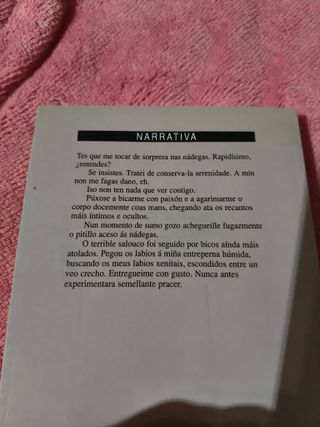 NARRATIVA
Tes que me tocar de sorpresa nas nádegas. Rapidísimo,
¿entendes?
Se insistes. Tratei de conserva-la serenidade. A min
non me fagas dano, eh.
Iso non ten nada que ver contigo.
Púxose a bicarme con paixón e a agarimarme o
corpo docemente coas mans, chegando ata os recantos
máis íntimos e ocultos.
Nun momento de sumo gozo achegueille fugazmente
o pitillo aceso ás nádegas.
O terrible salouco foi seguido por bicos aínda máis
atolados. Pegou os labios á miña entreperna húmida,
buscando os meus labios xenitais, escondidos entre un
veo crecho. Entregueime con gusto. Nunca antes
experimentara semellante pracer.